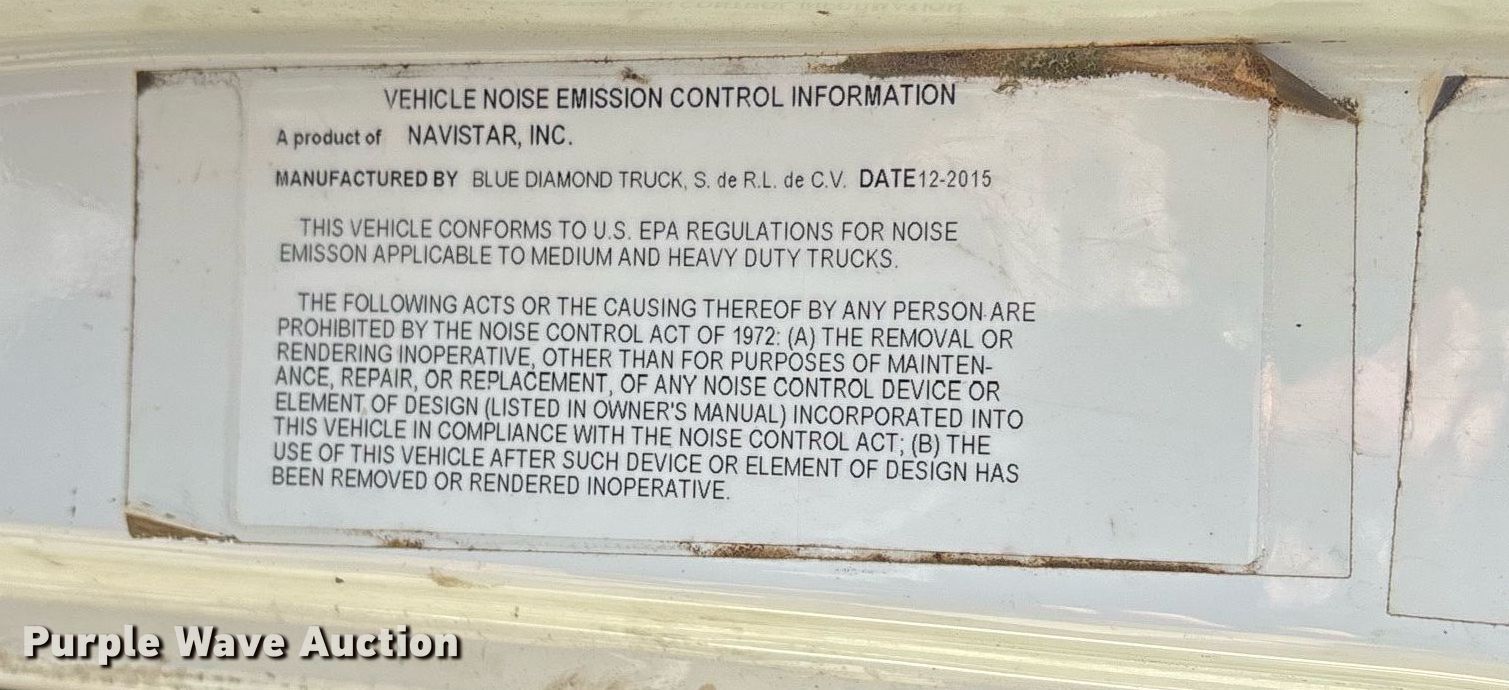 VEHICLE NOISE EMISSION CONTROL INFORMATION
A product of NAVISTAR, INC.
MANUFACTURED BY BLUE DIAMOND TRUCK, S. de R.L. de C.V. DATE 12-2015
THIS VEHICLE CONFORMS TO U.S. EPA REGULATIONS FOR NOISE
EMISSON APPLICABLE TO MEDIUM AND HEAVY DUTY TRUCKS.
THE FOLLOWING ACTS OR THE CAUSING THEREOF BY ANY PERSON ARE
PROHIBITED BY THE NOISE CONTROL ACT OF 1972: (A) THE REMOVAL OR
RENDERING INOPERATIVE, OTHER THAN FOR PURPOSES OF MAINTEN-
ANCE, REPAIR, OR REPLACEMENT, OF ANY NOISE CONTROL DEVICE OR
ELEMENT OF DESIGN (LISTED IN OWNER'S MANUAL) INCORPORATED INTO
THIS VEHICLE IN COMPLIANCE WITH THE NOISE CONTROL ACT; (B) THE
USE OF THIS VEHICLE AFTER SUCH DEVICE OR ELEMENT OF DESIGN HAS
BEEN REMOVED OR RENDERED INOPERATIVE.
Purple Wave Auction